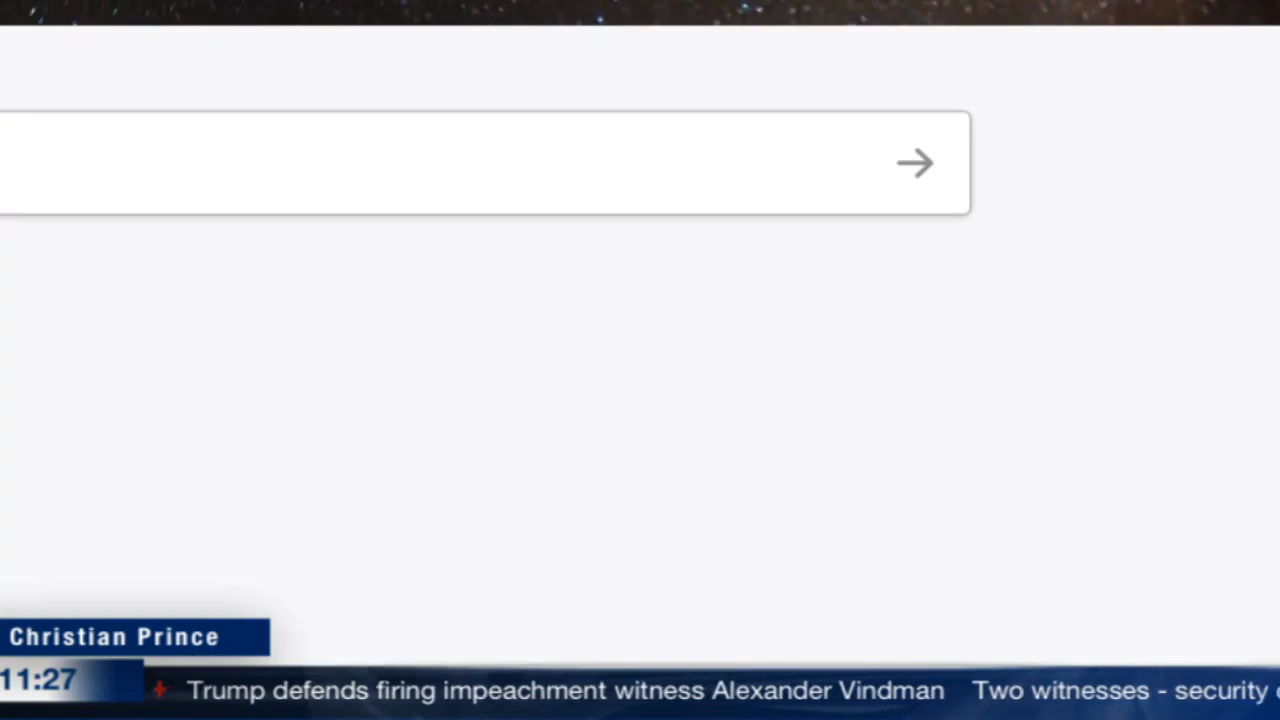 Christian Prince
11:27
Trump defends firing impeachment witness Alexander Vindman Two witnesses - security